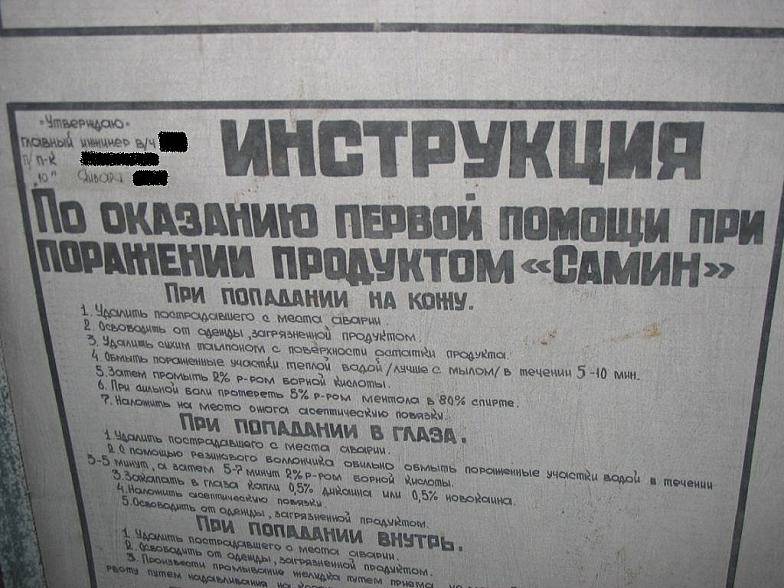 «Утверждаю»
главный инжинер в/ч
п/п-к
„10" января
ИНСТРУКЦИЯ
По оказанию первой помощи при
поражении продуктом «Самин»
При попадании на кожу.
1. Удалить пострадавшего с места аварии.
2. Освободить от одежды, загрязненной продуктом.
3. Удалить сухим тампоном с поверхности остатки продукта.
4. Обмыть пораженные участки теплой водой /лучше с мылом/ в течении 5-10 мин.
5. Затем промыть 2% р-ром борной кислоты.
6. При сильной боли протереть 5% р-ром ментола в 80% спирте.
7. Наложить на место ожога асептическую повязку.
При попадании в глаза.
1. Удалить пострадавшего с места аварии.
2. С помощью резинового баллончика обильно обмыть пораженные участки водой в течении
3-5 минут, а затем 5-7 минут 2% р-ром борной кислоты.
3. Закапать в глаза капли 0,5% дикаина или 0,5% новокаина.
4. Наложить асептическую повязку.
5. Освободить от одежды, загрязненной продуктом.
При попадании внутрь.
1. Удалить пострадавшего с места аварии.
2. Освободить от одежды, загрязненной продуктом.
3. Произвести промывание желудка путем приема
рвоту путем надавливания на